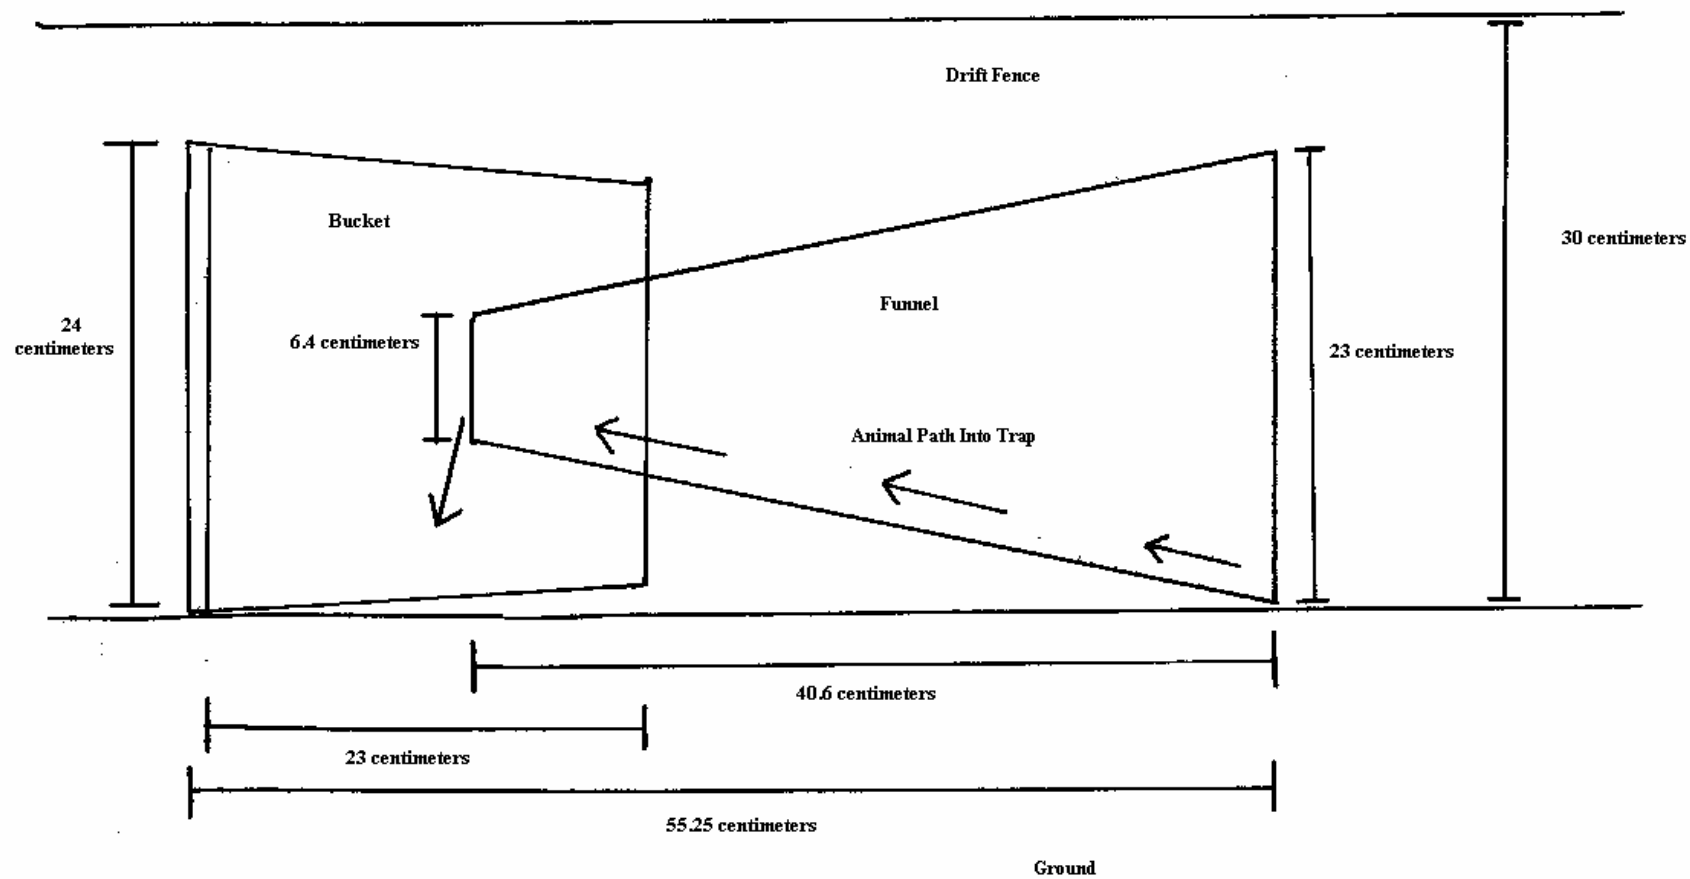 Drift Fence
Bucket
30 centimeters
Funnel
24
centimeters
6.4 centimeters
23 centimeters
Animal Path Into Trap
40.6 centimeters
23 centimeters
55.25 centimeters
Ground